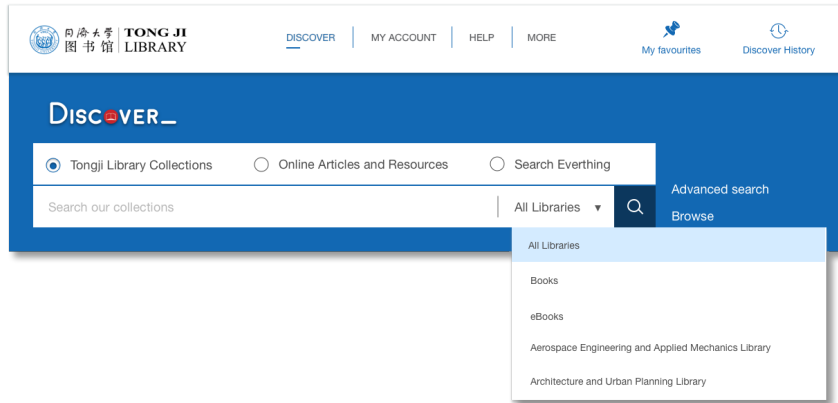 同济大学 TONG JI
图书馆 LIBRARY
DISCOVER MY ACCOUNT HELP MORE
My favourites Discover History
DISCOVER_
Tongji Library Collections Online Articles and Resources Search Everthing
Search our collections All Libraries ▼
Advanced search
Browse
All Libraries
Books
eBooks
Aerospace Engineering and Applied Mechanics Library
Architecture and Urban Planning Library